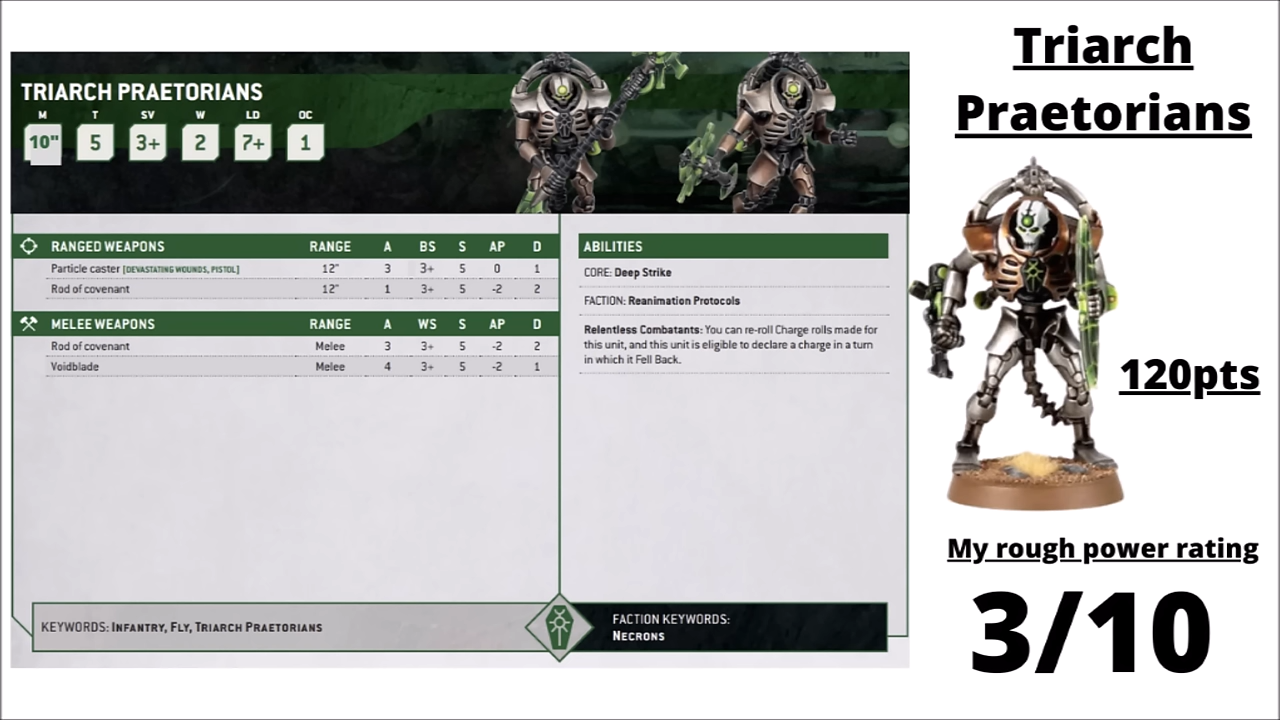 TRIARCH PRAETORIANS
M T SV W LD OC
10" 5 3+ 2 7+ 1
RANGED WEAPONS RANGE A BS S AP D
Particle caster [DEVASTATING WOUNDS, PISTOL] 12" 3 3+ 5 0 1
Rod of covenant 12" 1 3+ 5 -2 2
MELEE WEAPONS RANGE A WS S AP D
Rod of covenant Melee 3 3+ 5 -2 2
Voidblade Melee 4 3+ 5 -2 1
ABILITIES
CORE: Deep Strike
FACTION: Reanimation Protocols
Relentless Combatants: You can re-roll Charge rolls made for
this unit, and this unit is eligible to declare a charge in a turn
in which it Fell Back.
KEYWORDS: INFANTRY, FLY, TRIARCH PRAETORIANS
FACTION KEYWORDS:
NECRONS
Triarch
Praetorians
120pts
My rough power rating
3/10